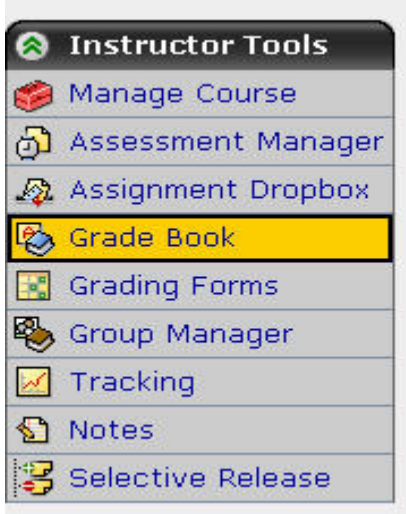 Instructor Tools
Manage Course
Assessment Manager
Assignment Dropbox
Grade Book
Grading Forms
Group Manager
Tracking
Notes
Selective Release